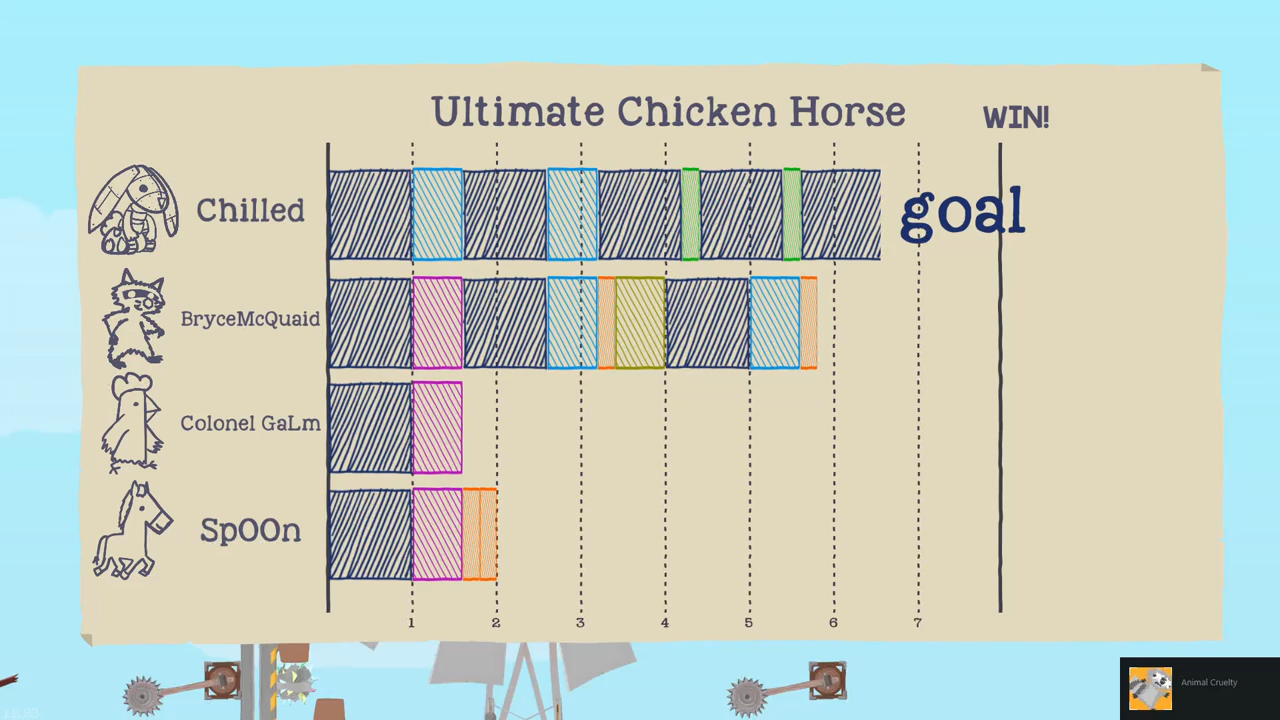 Ultimate Chicken Horse
WIN!
Chilled
goal
BryceMcQuaid
Colonel GaLm
SpOOn
1 2 3 4 5 6 7
Animal Cruelty